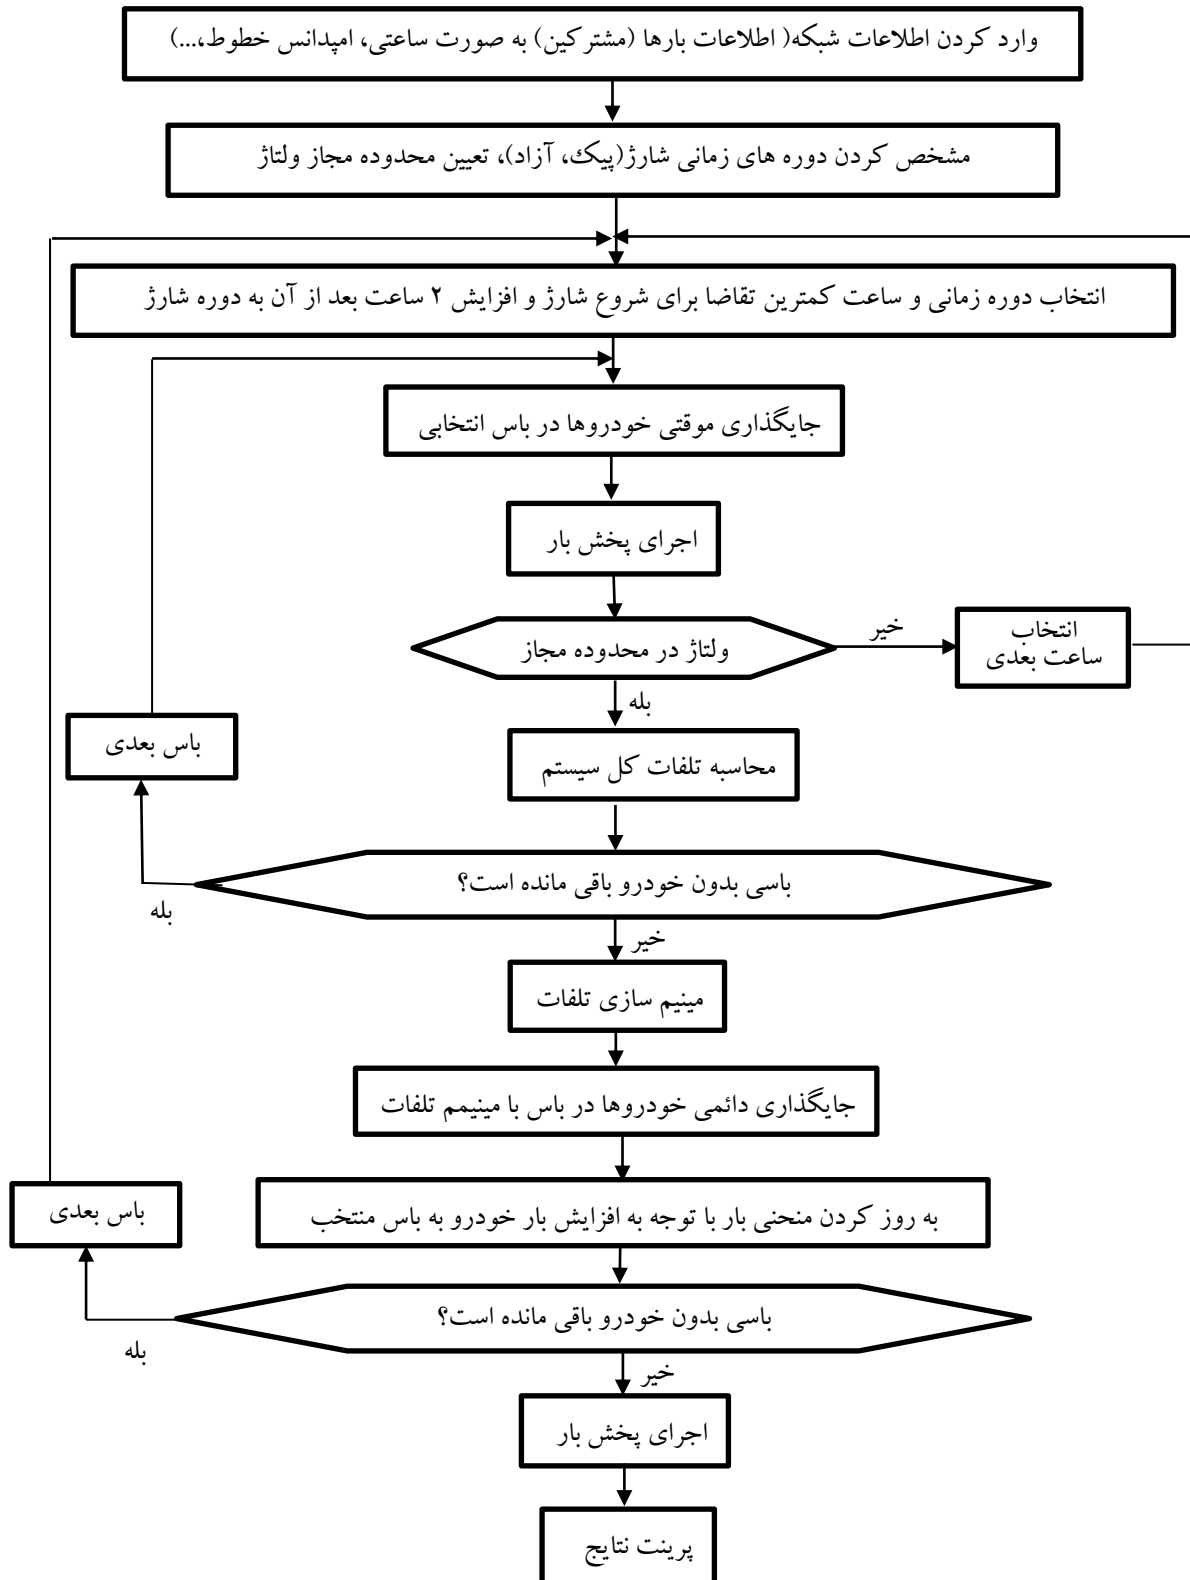 وارد کردن اطلاعات شبکه( اطلاعات بارها (مشترکین) به صورت ساعتی، امپدانس خطوط،...)
مشخص کردن دوره های زمانی شارژ(پیک، آزاد)، تعیین محدوده مجاز ولتاژ
انتخاب دوره زمانی و ساعت کمترین تقاضا برای شروع شارژ و افزایش ۲ ساعت بعد از آن به دوره شارژ
جایگذاری موقتی خودروها در باس انتخابی
اجرای پخش بار
ولتاژ در محدوده مجاز
خیر
انتخاب
ساعت بعدی
بله
باس بعدی
محاسبه تلفات کل سیستم
باسی بدون خودرو باقی مانده است؟
بله
خیر
مینیم سازی تلفات
جایگذاری دائمی خودروها در باس با مینیمم تلفات
باس بعدی
به روز کردن منحنی بار با توجه به افزایش بار خودرو به باس منتخب
باسی بدون خودرو باقی مانده است؟
بله
خیر
اجرای پخش بار
پرینت نتایج